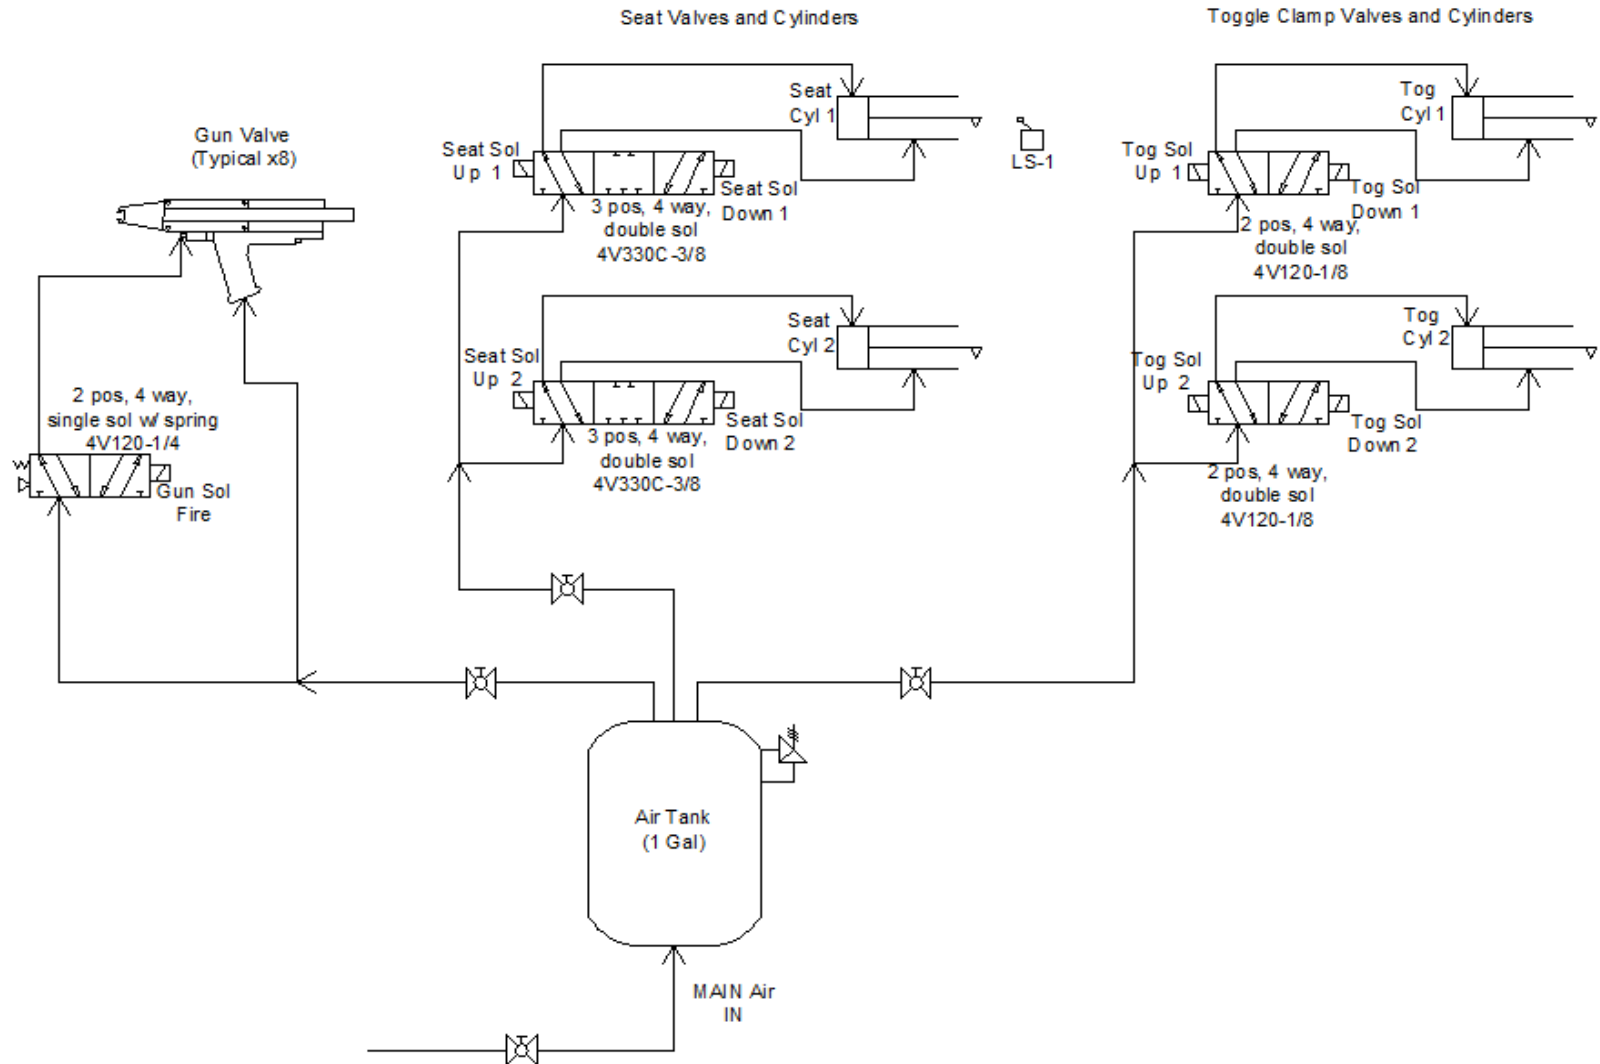 Seat Valves and Cylinders
Toggle Clamp Valves and Cylinders
Gun Valve
(Typical x8)
Seat
Cyl 1
Seat Sol
Up 1
Seat Sol
Down 1
3 pos, 4 way,
double sol
4V330C-3/8
LS-1
Tog
Cyl 1
Tog Sol
Up 1
Tog Sol
Down 1
2 pos, 4 way,
double sol
4V120-1/8
Seat
Cyl 2
Seat Sol
Up 2
Seat Sol
Down 2
3 pos, 4 way,
double sol
4V330C-3/8
Tog
Cyl 2
Tog Sol
Up 2
Tog Sol
Down 2
2 pos, 4 way,
double sol
4V120-1/8
2 pos, 4 way,
single sol w/ spring
4V120-1/4
Gun Sol
Fire
Air Tank
(1 Gal)
MAIN Air
IN